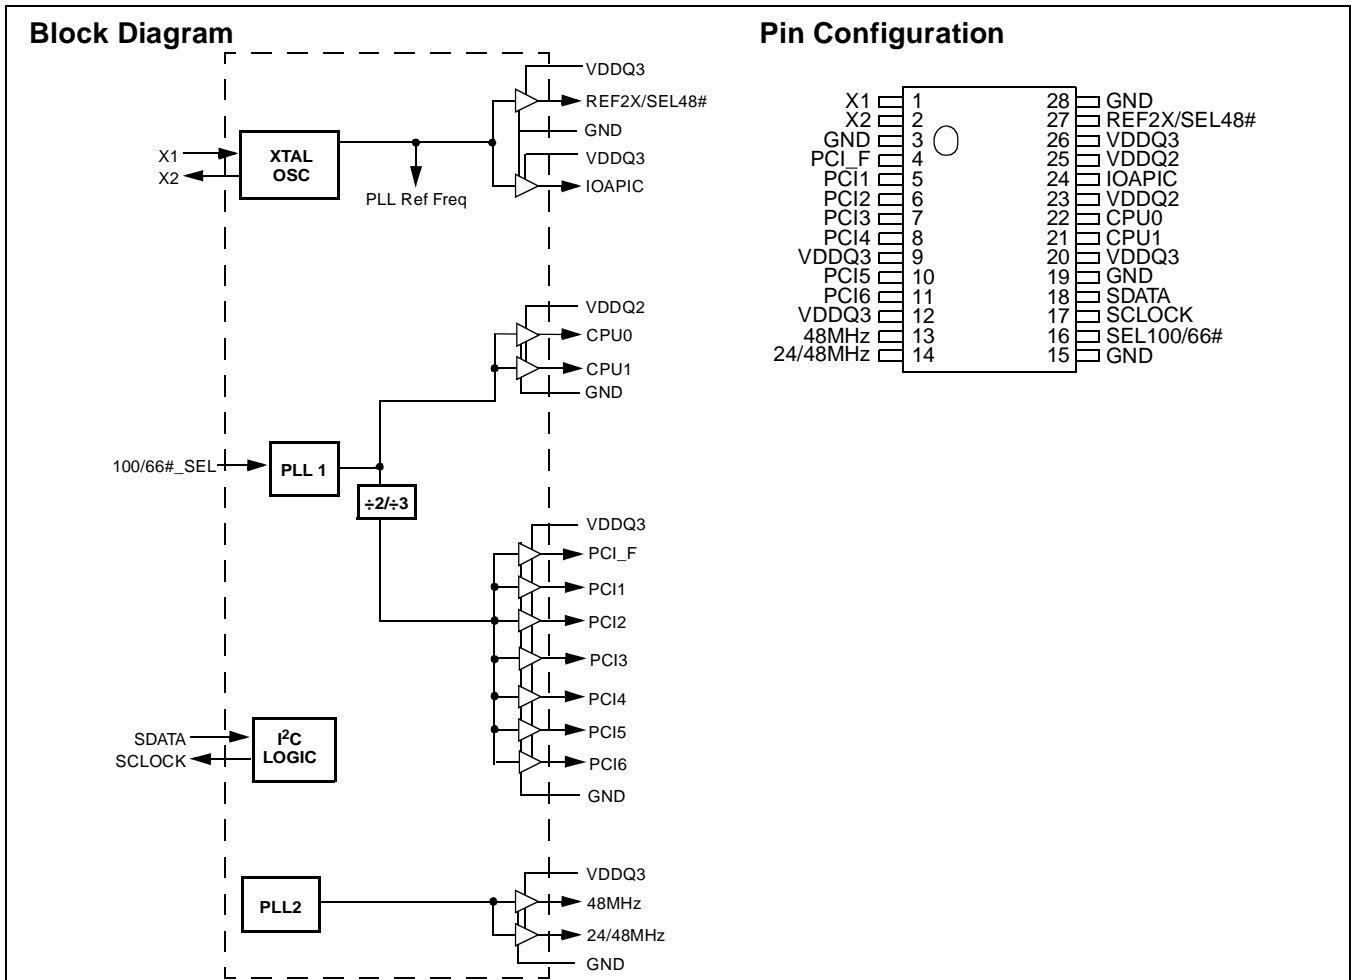 Block Diagram
VDDQ3
REF2X/SEL48#
GND
X1
X2
XTAL
OSC
VDDQ3
IOAPIC
PLL Ref Freq
VDDQ2
CPU0
CPU1
GND
100/66#_SEL
PLL 1
÷2/÷3
VDDQ3
PCI_F
PCI1
PCI2
PCI3
PCI4
PCI5
PCI6
GND
SDATA
SCLOCK
I²C
LOGIC
VDDQ3
PLL2
48MHz
24/48MHz
GND
Pin Configuration
X1 1 28 GND
X2 2 27 REF2X/SEL48#
GND 3 26 VDDQ3
PCI_F 4 25 VDDQ2
PCI1 5 24 IOAPIC
PCI2 6 23 VDDQ2
PCI3 7 22 CPU0
PCI4 8 21 CPU1
VDDQ3 9 20 VDDQ3
PCI5 10 19 GND
PCI6 11 18 SDATA
VDDQ3 12 17 SCLOCK
48MHz 13 16 SEL100/66#
24/48MHz 14 15 GND